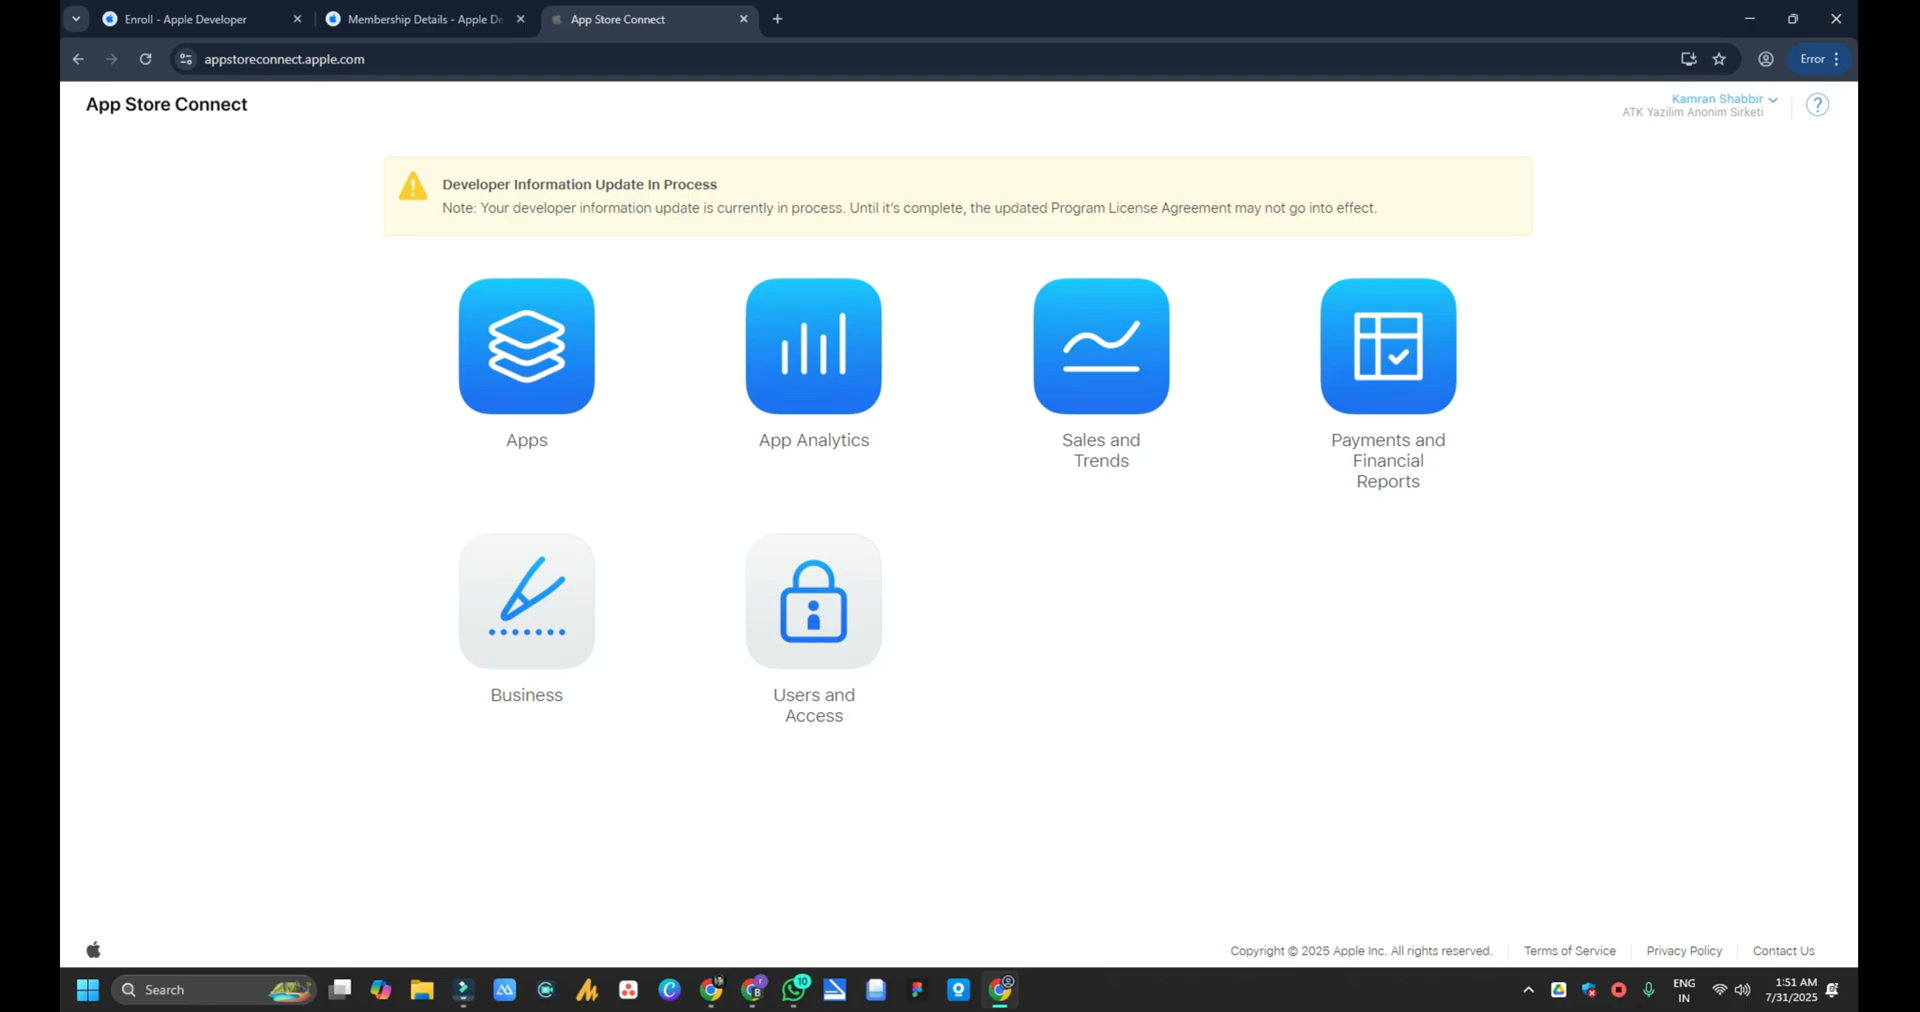 Enroll - Apple Developer
Membership Details - Apple De
App Store Connect
appstoreconnect.apple.com
Error
App Store Connect
Kamran Shabbir
ATK Yazilim Anonim Sirketi
?
Developer Information Update In Process
Note: Your developer information update is currently in process. Until it's complete, the updated Program License Agreement may not go into effect.
Apps
App Analytics
Sales and
Trends
Payments and
Financial
Reports
Business
Users and
Access
Copyright © 2025 Apple Inc. All rights reserved.
Terms of Service
Privacy Policy
Contact Us
Search
10
ENG
IN
1:51 AM
7/31/2025